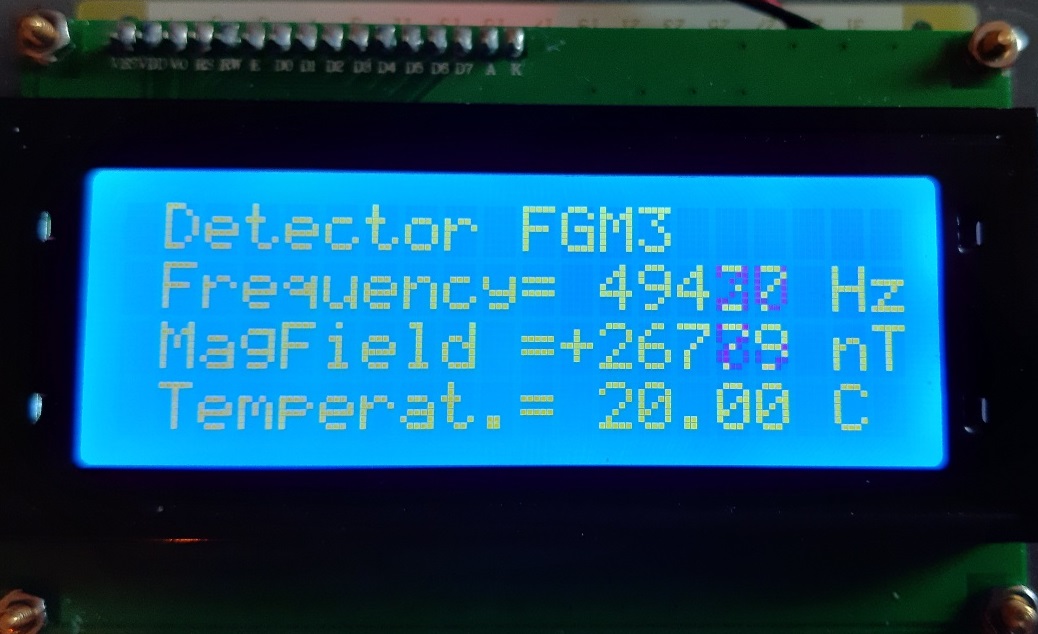 VSS VDD VO RS RW E D0 D1 D2 D3 D4 D5 D6 D7 A K
Detector FGM3
Frequency= 49430 Hz
MagField =+26709 nT
Temperat.= 20.00 C